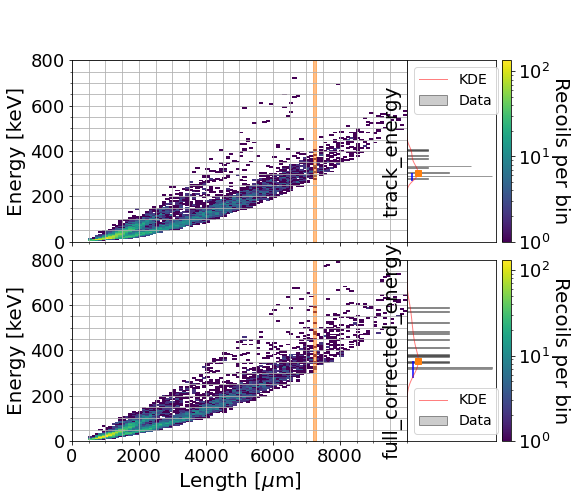 800
600
400
200
0
Energy [keV]
track_energy
KDE
Data
10²
10¹
10⁰
Recoils per bin
800
600
400
200
0
Energy [keV]
full_corrected_energy
KDE
Data
10²
10¹
10⁰
Recoils per bin
0 2000 4000 6000 8000
Length [μm]